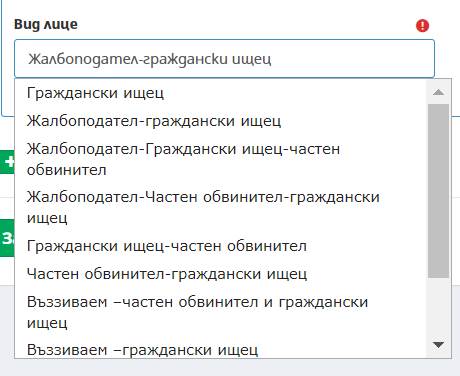 Вид лице
Жалбоподател-граждански ищец
Граждански ищец
Жалбоподател-граждански ищец
Жалбоподател-Граждански ищец-частен
обвинител
Жалбоподател-Частен обвинител-граждански
ищец
Граждански ищец-частен обвинител
Частен обвинител-граждански ищец
Въззиваем –частен обвинител и граждански
ищец
Въззиваем –граждански ищец